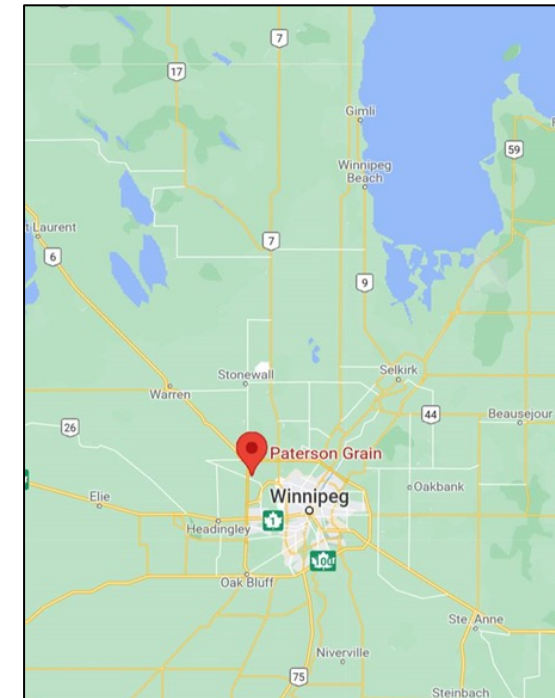 7
17
Gimli
59
Winnipeg
Beach
t Laurent
7
6
9
Stonewall
Selkirk
Warren
44
26
Beausejour
Paterson Grain
Elie
Oakbank
Winnipeg
1
Headingley
Oak Bluff
Ste. Anne
Niverville
75
Steinbach